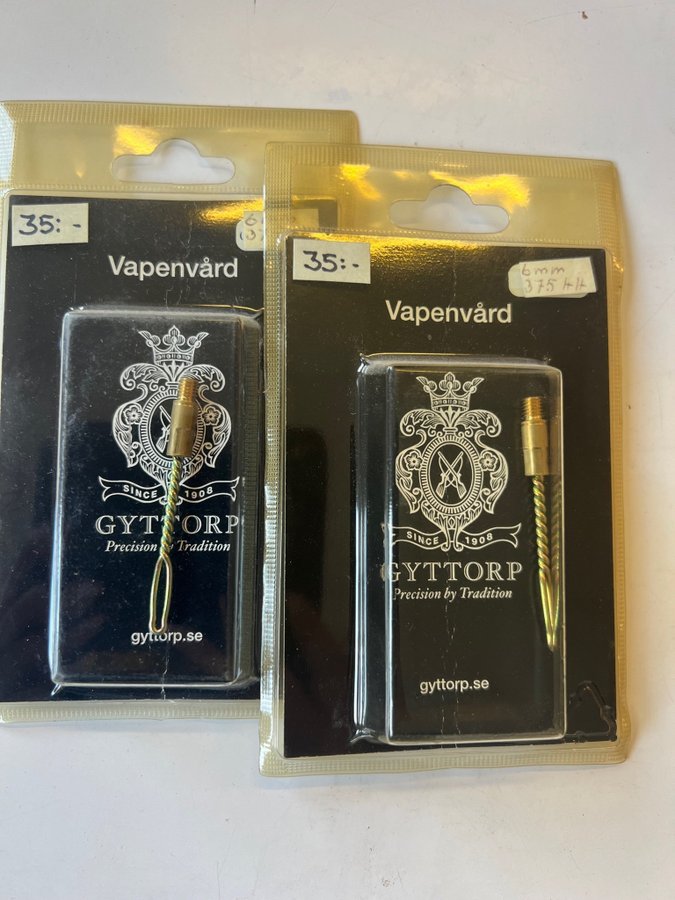 35:-
Vapenvård
SINCE 1908
GYTTORP
Precision by Tradition
gyttorp.se
35:-
6mm
375 HH
Vapenvård
SINCE 1908
GYTTORP
Precision by Tradition
gyttorp.se